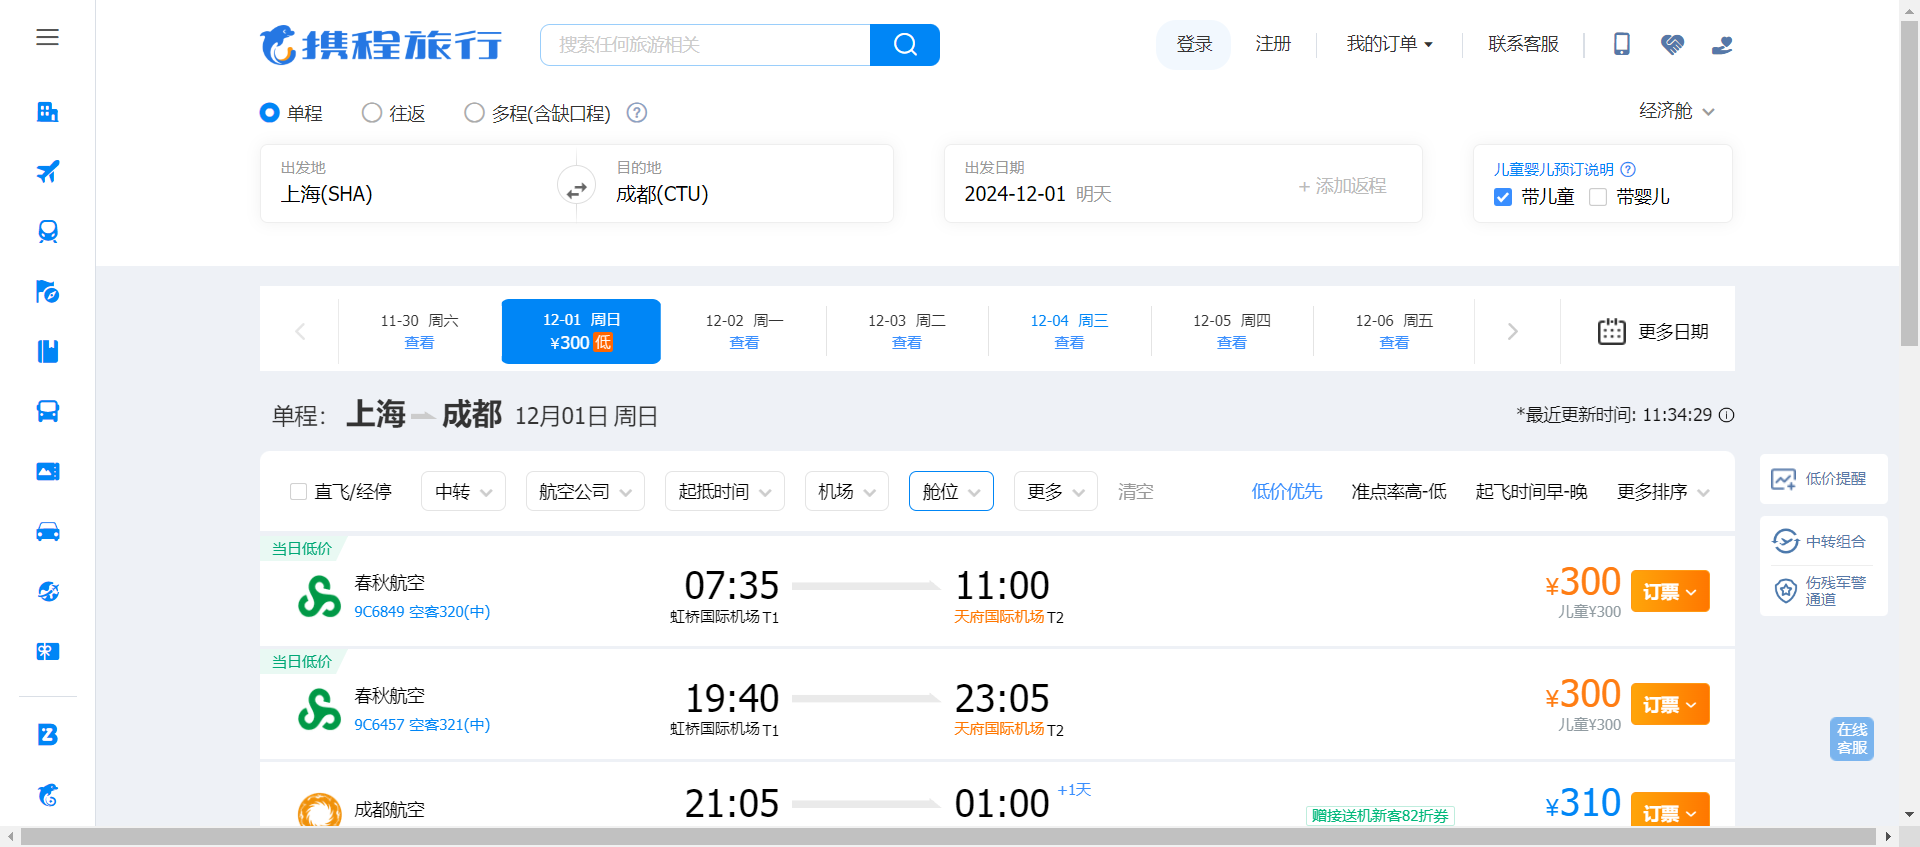 携程旅行
搜索任何旅游相关
登录
注册
我的订单
联系客服
单程
往返
多程(含缺口程)
经济舱
出发地
上海(SHA)
目的地
成都(CTU)
出发日期
2024-12-01 明天
+ 添加返程
儿童婴儿预订说明
带儿童
带婴儿
11-30 周六
查看
12-01 周日
¥300 低
12-02 周一
查看
12-03 周二
查看
12-04 周三
查看
12-05 周四
查看
12-06 周五
查看
更多日期
单程: 上海 成都 12月01日 周日
*最近更新时间: 11:34:29
直飞/经停
中转
航空公司
起抵时间
机场
舱位
更多
清空
低价优先
准点率高-低
起飞时间早-晚
更多排序
当日低价
春秋航空
9C6849 空客320(中)
07:35
虹桥国际机场 T1
11:00
天府国际机场 T2
¥300
儿童¥300
订票
当日低价
春秋航空
9C6457 空客321(中)
19:40
虹桥国际机场 T1
23:05
天府国际机场 T2
¥300
儿童¥300
订票
成都航空
21:05
01:00 +1天
赠接送机新客82折券
¥310
订票
低价提醒
中转组合
伤残军警
通道
在线
客服